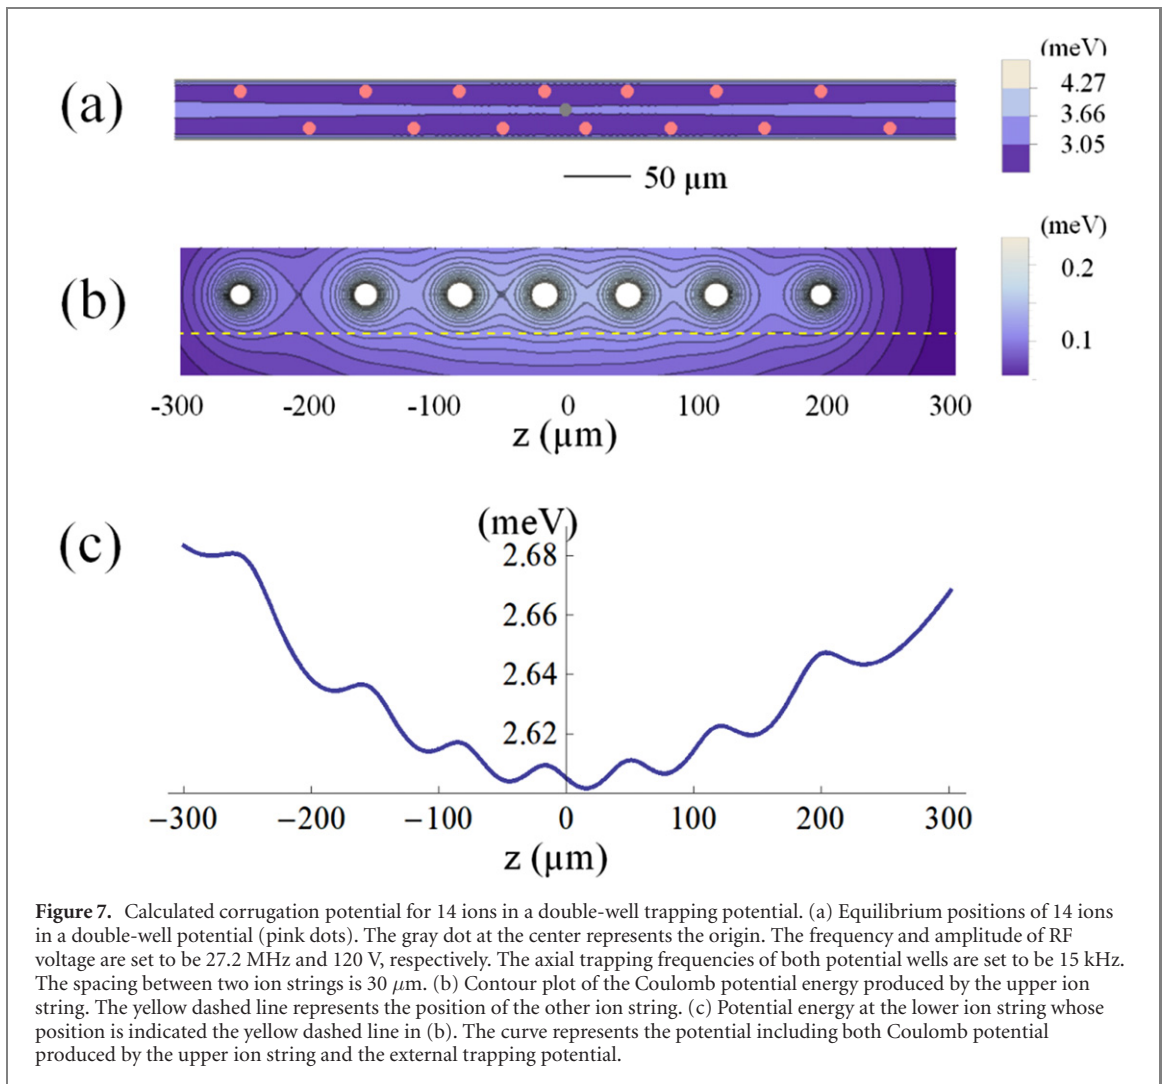 (meV)
(a)
4.27
3.66
3.05
50 μm
(meV)
(b)
0.2
0.1
-300 -200 -100 0 100 200 300
z (μm)
(c)
(meV)
2.68
2.66
2.64
2.62
−300 −200 −100 0 100 200 300
z (μm)
Figure 7. Calculated corrugation potential for 14 ions in a double-well trapping potential. (a) Equilibrium positions of 14 ions
in a double-well potential (pink dots). The gray dot at the center represents the origin. The frequency and amplitude of RF
voltage are set to be 27.2 MHz and 120 V, respectively. The axial trapping frequencies of both potential wells are set to be 15 kHz.
The spacing between two ion strings is 30 μm. (b) Contour plot of the Coulomb potential energy produced by the upper ion
string. The yellow dashed line represents the position of the other ion string. (c) Potential energy at the lower ion string whose
position is indicated the yellow dashed line in (b). The curve represents the potential including both Coulomb potential
produced by the upper ion string and the external trapping potential.